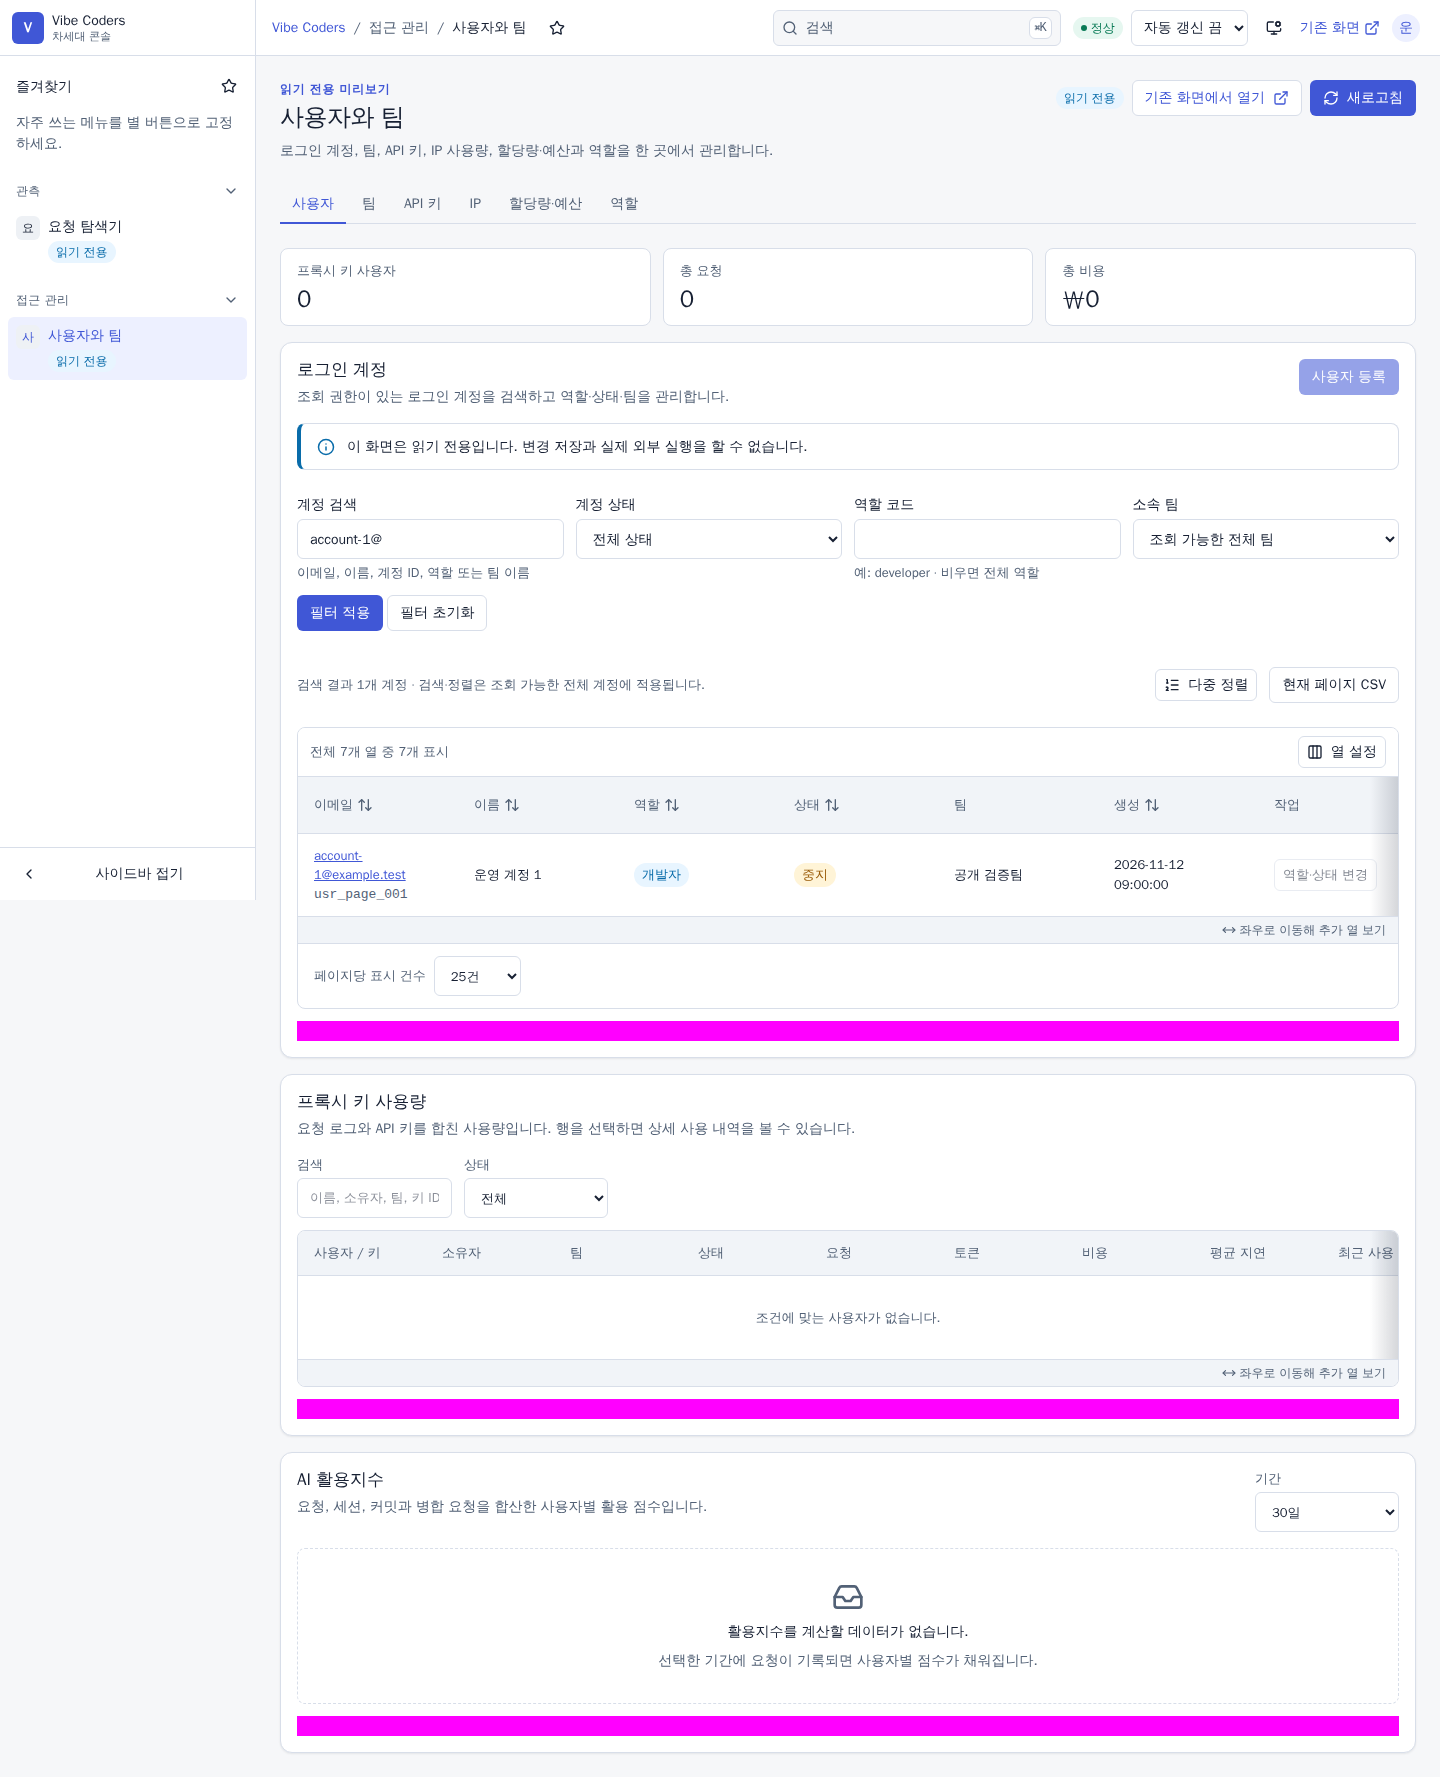 V
Vibe Coders
차세대 콘솔
Vibe Coders / 접근 관리 / 사용자와 팀
검색
⌘K
정상
자동 갱신 끔
기존 화면
운
즐겨찾기
자주 쓰는 메뉴를 별 버튼으로 고정하세요.
관측
요
요청 탐색기
읽기 전용
접근 관리
사
사용자와 팀
읽기 전용
사이드바 접기
읽기 전용 미리보기
사용자와 팀
로그인 계정, 팀, API 키, IP 사용량, 할당량·예산과 역할을 한 곳에서 관리합니다.
읽기 전용
기존 화면에서 열기
새로고침
사용자
팀
API 키
IP
할당량·예산
역할
프록시 키 사용자
0
총 요청
0
총 비용
₩0
로그인 계정
조회 권한이 있는 로그인 계정을 검색하고 역할·상태·팀을 관리합니다.
사용자 등록
이 화면은 읽기 전용입니다. 변경 저장과 실제 외부 실행을 할 수 없습니다.
계정 검색
계정 상태
역할 코드
소속 팀
account-1@
전체 상태
조회 가능한 전체 팀
이메일, 이름, 계정 ID, 역할 또는 팀 이름
예: developer · 비우면 전체 역할
필터 적용
필터 초기화
검색 결과 1개 계정 · 검색·정렬은 조회 가능한 전체 계정에 적용됩니다.
다중 정렬
현재 페이지 CSV
전체 7개 열 중 7개 표시
열 설정
이메일
이름
역할
상태
팀
생성
작업
account-1@example.test
usr_page_001
운영 계정 1
개발자
중지
공개 검증팀
2026-11-12 09:00:00
역할·상태 변경
좌우로 이동해 추가 열 보기
페이지당 표시 건수
25건
프록시 키 사용량
요청 로그와 API 키를 합친 사용량입니다. 행을 선택하면 상세 사용 내역을 볼 수 있습니다.
검색
상태
이름, 소유자, 팀, 키 ID
전체
사용자 / 키
소유자
팀
상태
요청
토큰
비용
평균 지연
최근 사용
조건에 맞는 사용자가 없습니다.
좌우로 이동해 추가 열 보기
AI 활용지수
요청, 세션, 커밋과 병합 요청을 합산한 사용자별 활용 점수입니다.
기간
30일
활용지수를 계산할 데이터가 없습니다.
선택한 기간에 요청이 기록되면 사용자별 점수가 채워집니다.